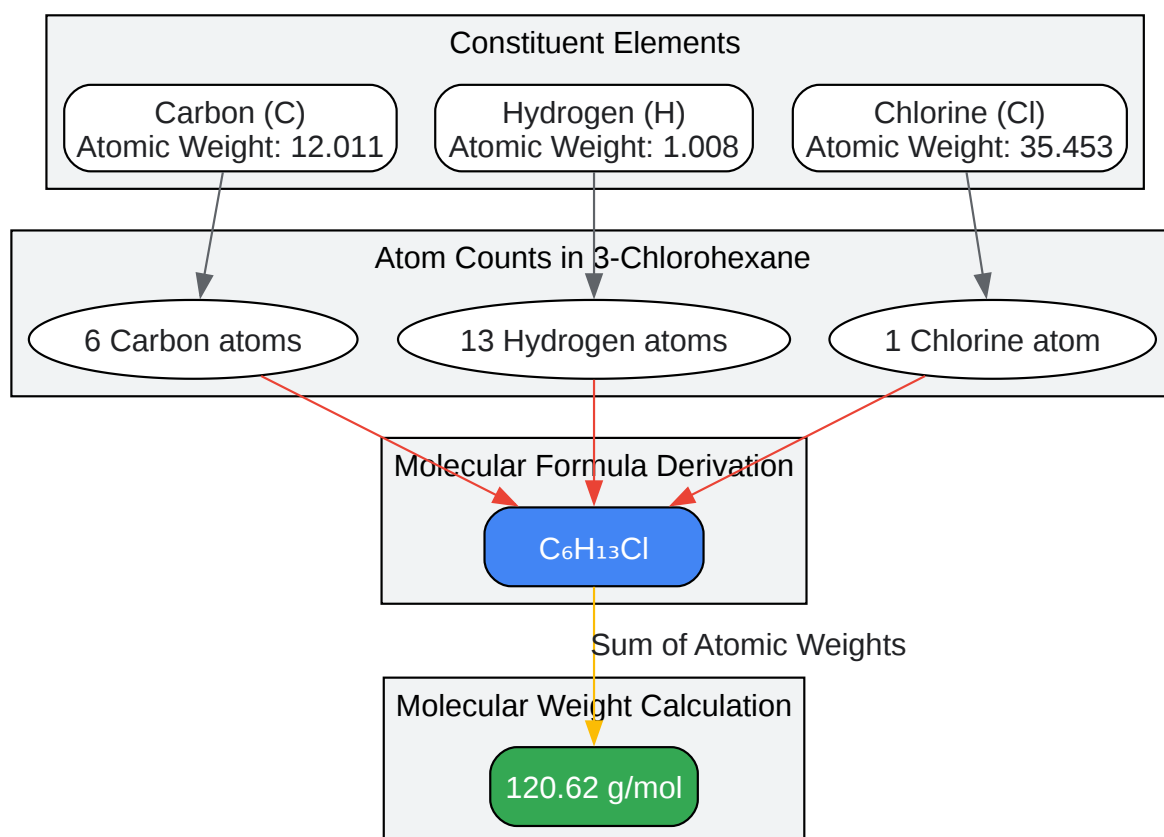 Constituent Elements
Carbon (C)
Atomic Weight: 12.011
Hydrogen (H)
Atomic Weight: 1.008
Chlorine (Cl)
Atomic Weight: 35.453
Atom Counts in 3-Chlorohexane
6 Carbon atoms
13 Hydrogen atoms
1 Chlorine atom
Molecular Formula Derivation
C₆H₁₃Cl
Sum of Atomic Weights
Molecular Weight Calculation
120.62 g/mol